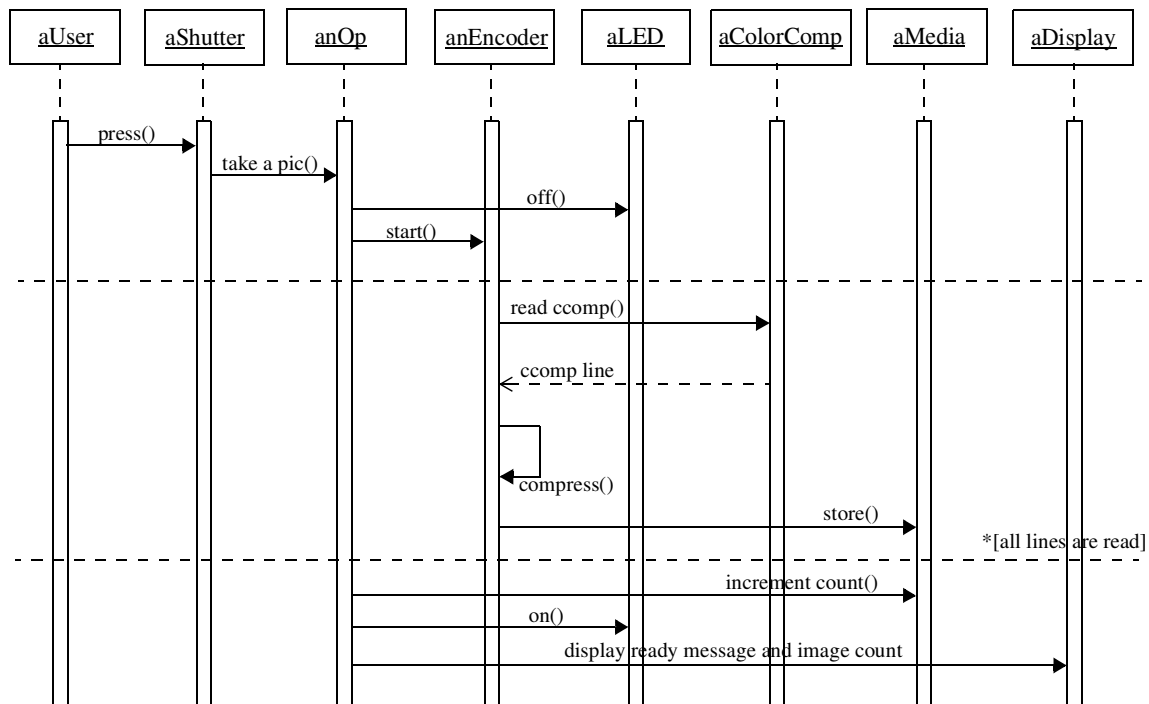 aUser
aShutter
anOp
anEncoder
aLED
aColorComp
aMedia
aDisplay
press()
take a pic()
off()
start()
read ccomp()
ccomp line
compress()
store()
*[all lines are read]
increment count()
on()
display ready message and image count